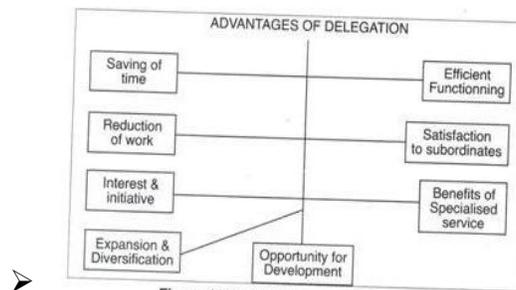 ADVANTAGES OF DELEGATION
Saving of
time
Efficient
Functionning
Reduction
of work
Satisfaction
to subordinates
Interest &
initiative
Benefits of
Specialised
service
Expansion &
Diversification
Opportunity for
Development